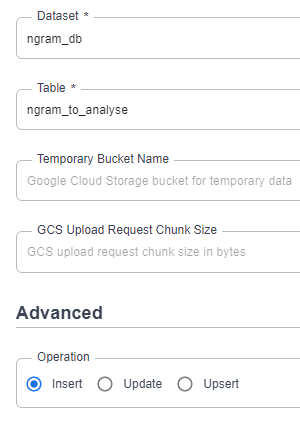 Dataset *
ngram_db
Table *
ngram_to_analyse
Temporary Bucket Name
Google Cloud Storage bucket for temporary data
GCS Upload Request Chunk Size
GCS upload request chunk size in bytes
Advanced
Operation
Insert Update Upsert